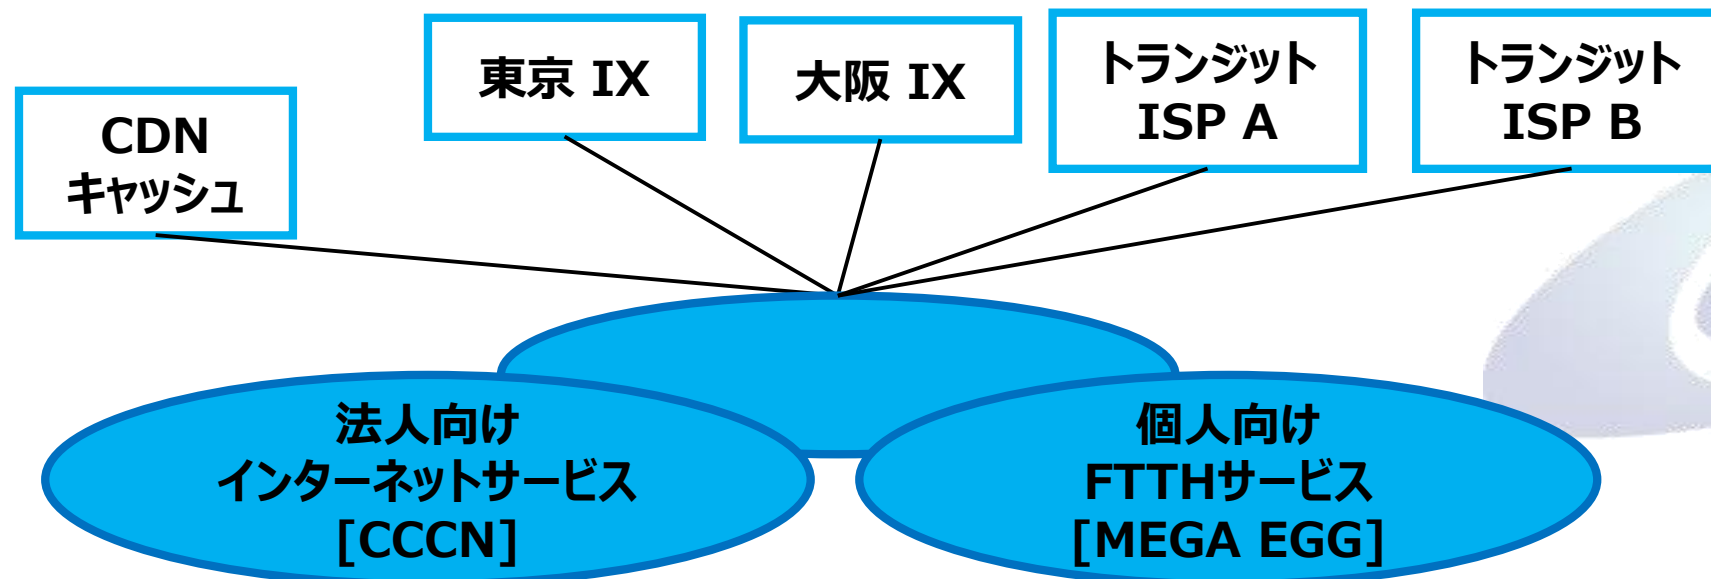 CDN
キャッシュ
東京 IX
大阪 IX
トランジット
ISP A
トランジット
ISP B
法人向け
インターネットサービス
[CCCN]
個人向け
FTTHサービス
[MEGA EGG]